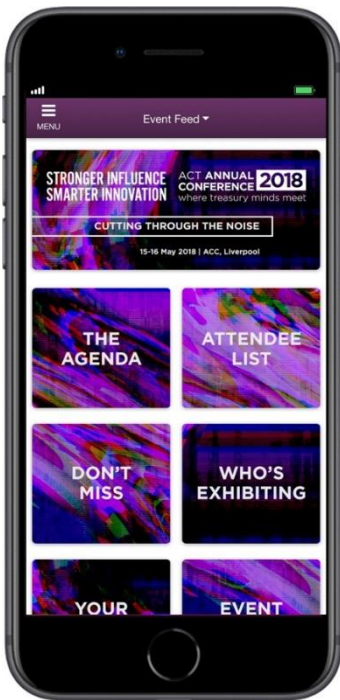 MENU
Event Feed
STRONGER INFLUENCE
SMARTER INNOVATION
ACT ANNUAL
CONFERENCE 2018
where treasury minds meet
CUTTING THROUGH THE NOISE
15-16 May 2018 | ACC, Liverpool
THE
AGENDA
ATTENDEE
LIST
DON'T
MISS
WHO'S
EXHIBITING
YOUR
EVENT